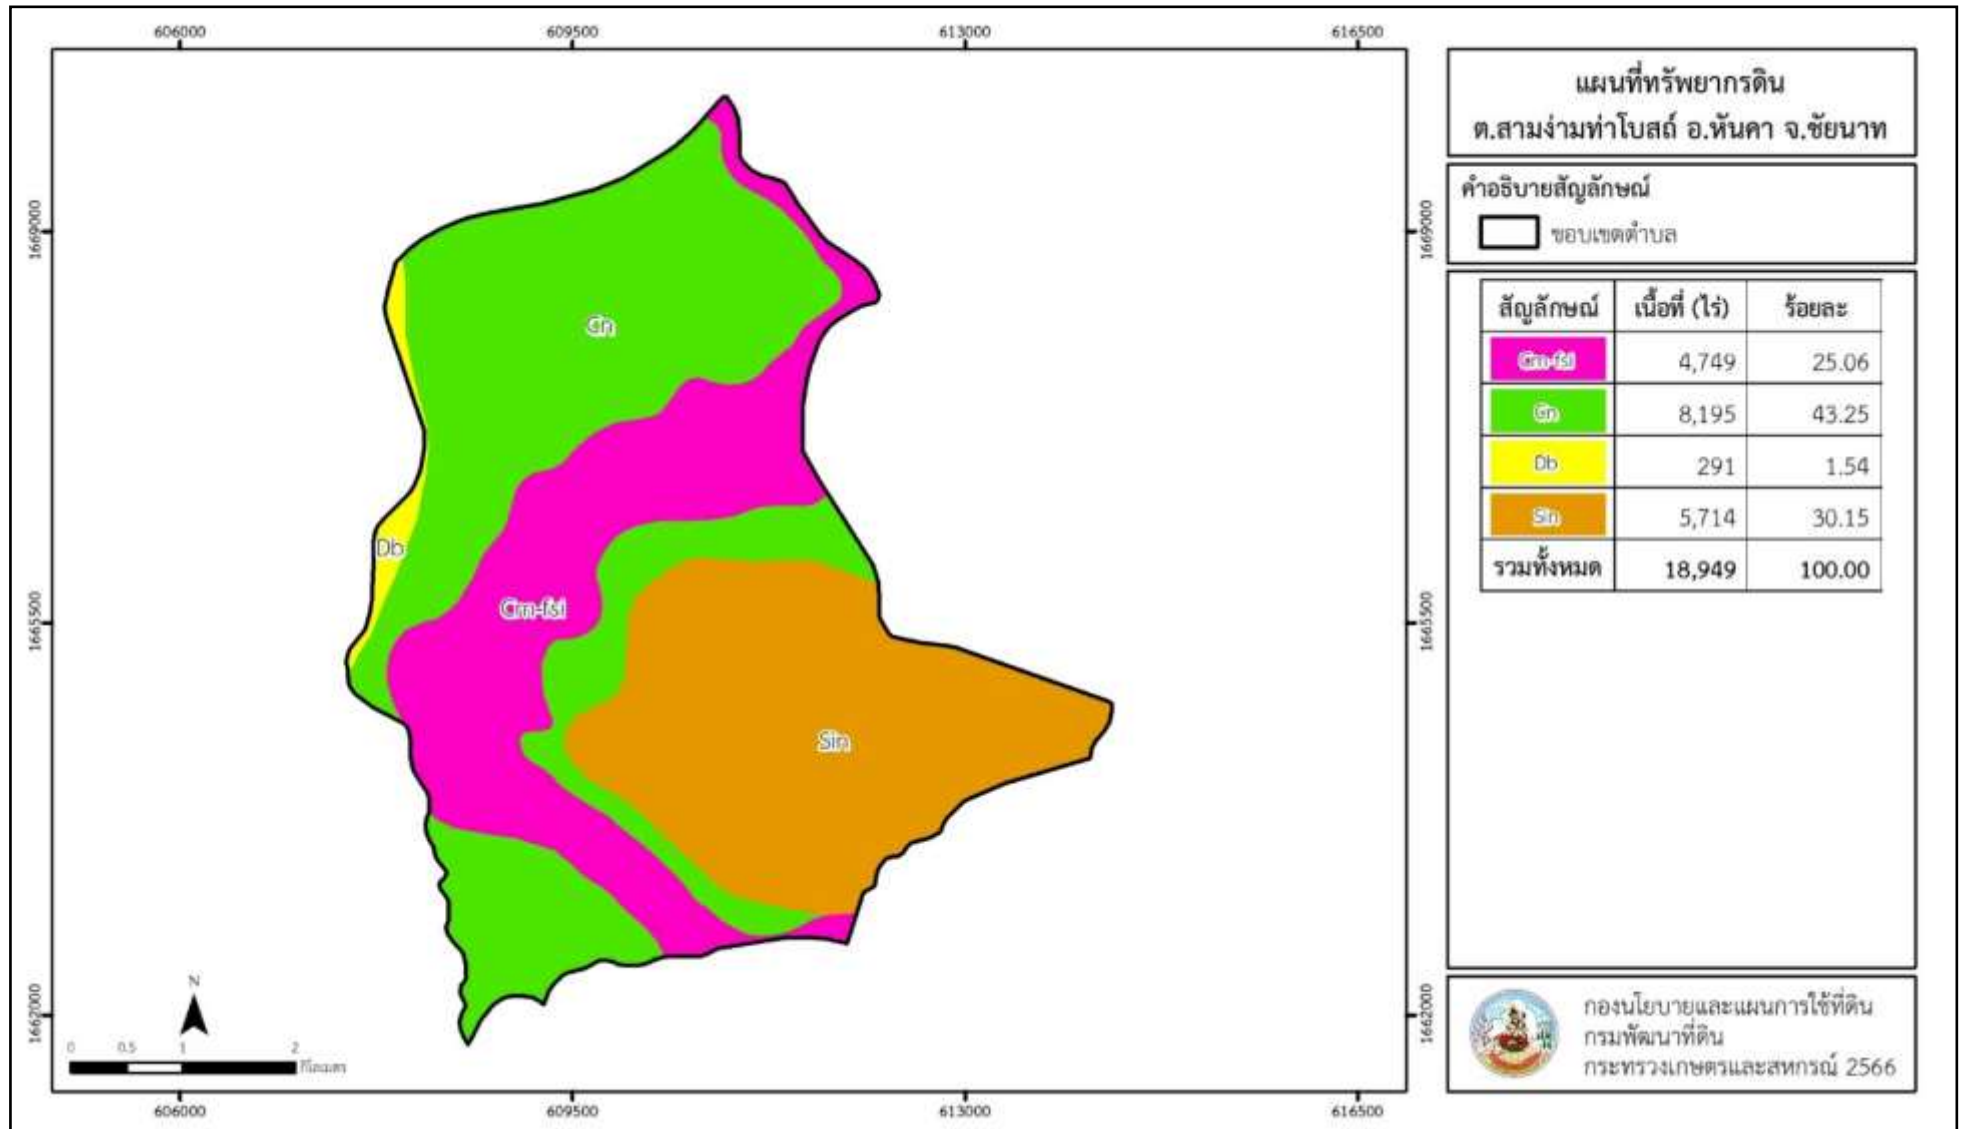 606000 609500 613000 616500
แผนที่ทรัพยากรดิน
ต.สามง่ามท่าโบสถ์ อ.หันคา จ.ชัยนาท
คำอธิบายสัญลักษณ์
ขอบเขตตำบล
1669000
1669000
สัญลักษณ์ เนื้อที่ (ไร่) ร้อยละ
Cm-fsi 4,749 25.06
Cn 8,195 43.25
Db 291 1.54
Sin 5,714 30.15
รวมทั้งหมด 18,949 100.00
Cn
Db
Cm-fsi
1665500
1665500
Sin
N
1662000
1662000
0 0.5 1 2
กิโลเมตร
กองนโยบายและแผนการใช้ที่ดิน
กรมพัฒนาที่ดิน
กระทรวงเกษตรและสหกรณ์ 2566
606000 609500 613000 616500